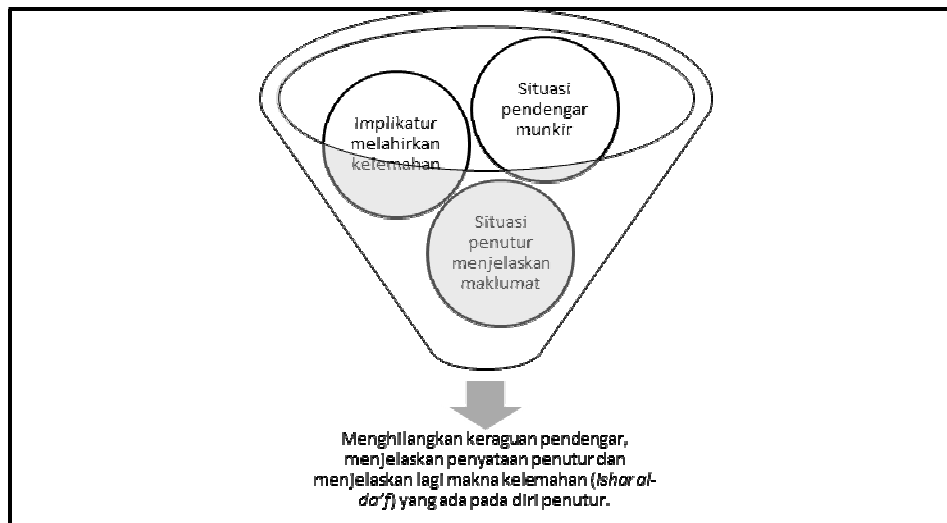 Situasi
pendengar
munkir
Implikatur
melahirkan
kelemahan
Situasi
penutur
menjelaskan
maklumat
Menghilangkan keraguan pendengar,
menjelaskan penyataan penutur dan
menjelaskan lagi makna kelemahan (Ishar al-
da'f) yang ada pada diri penutur.